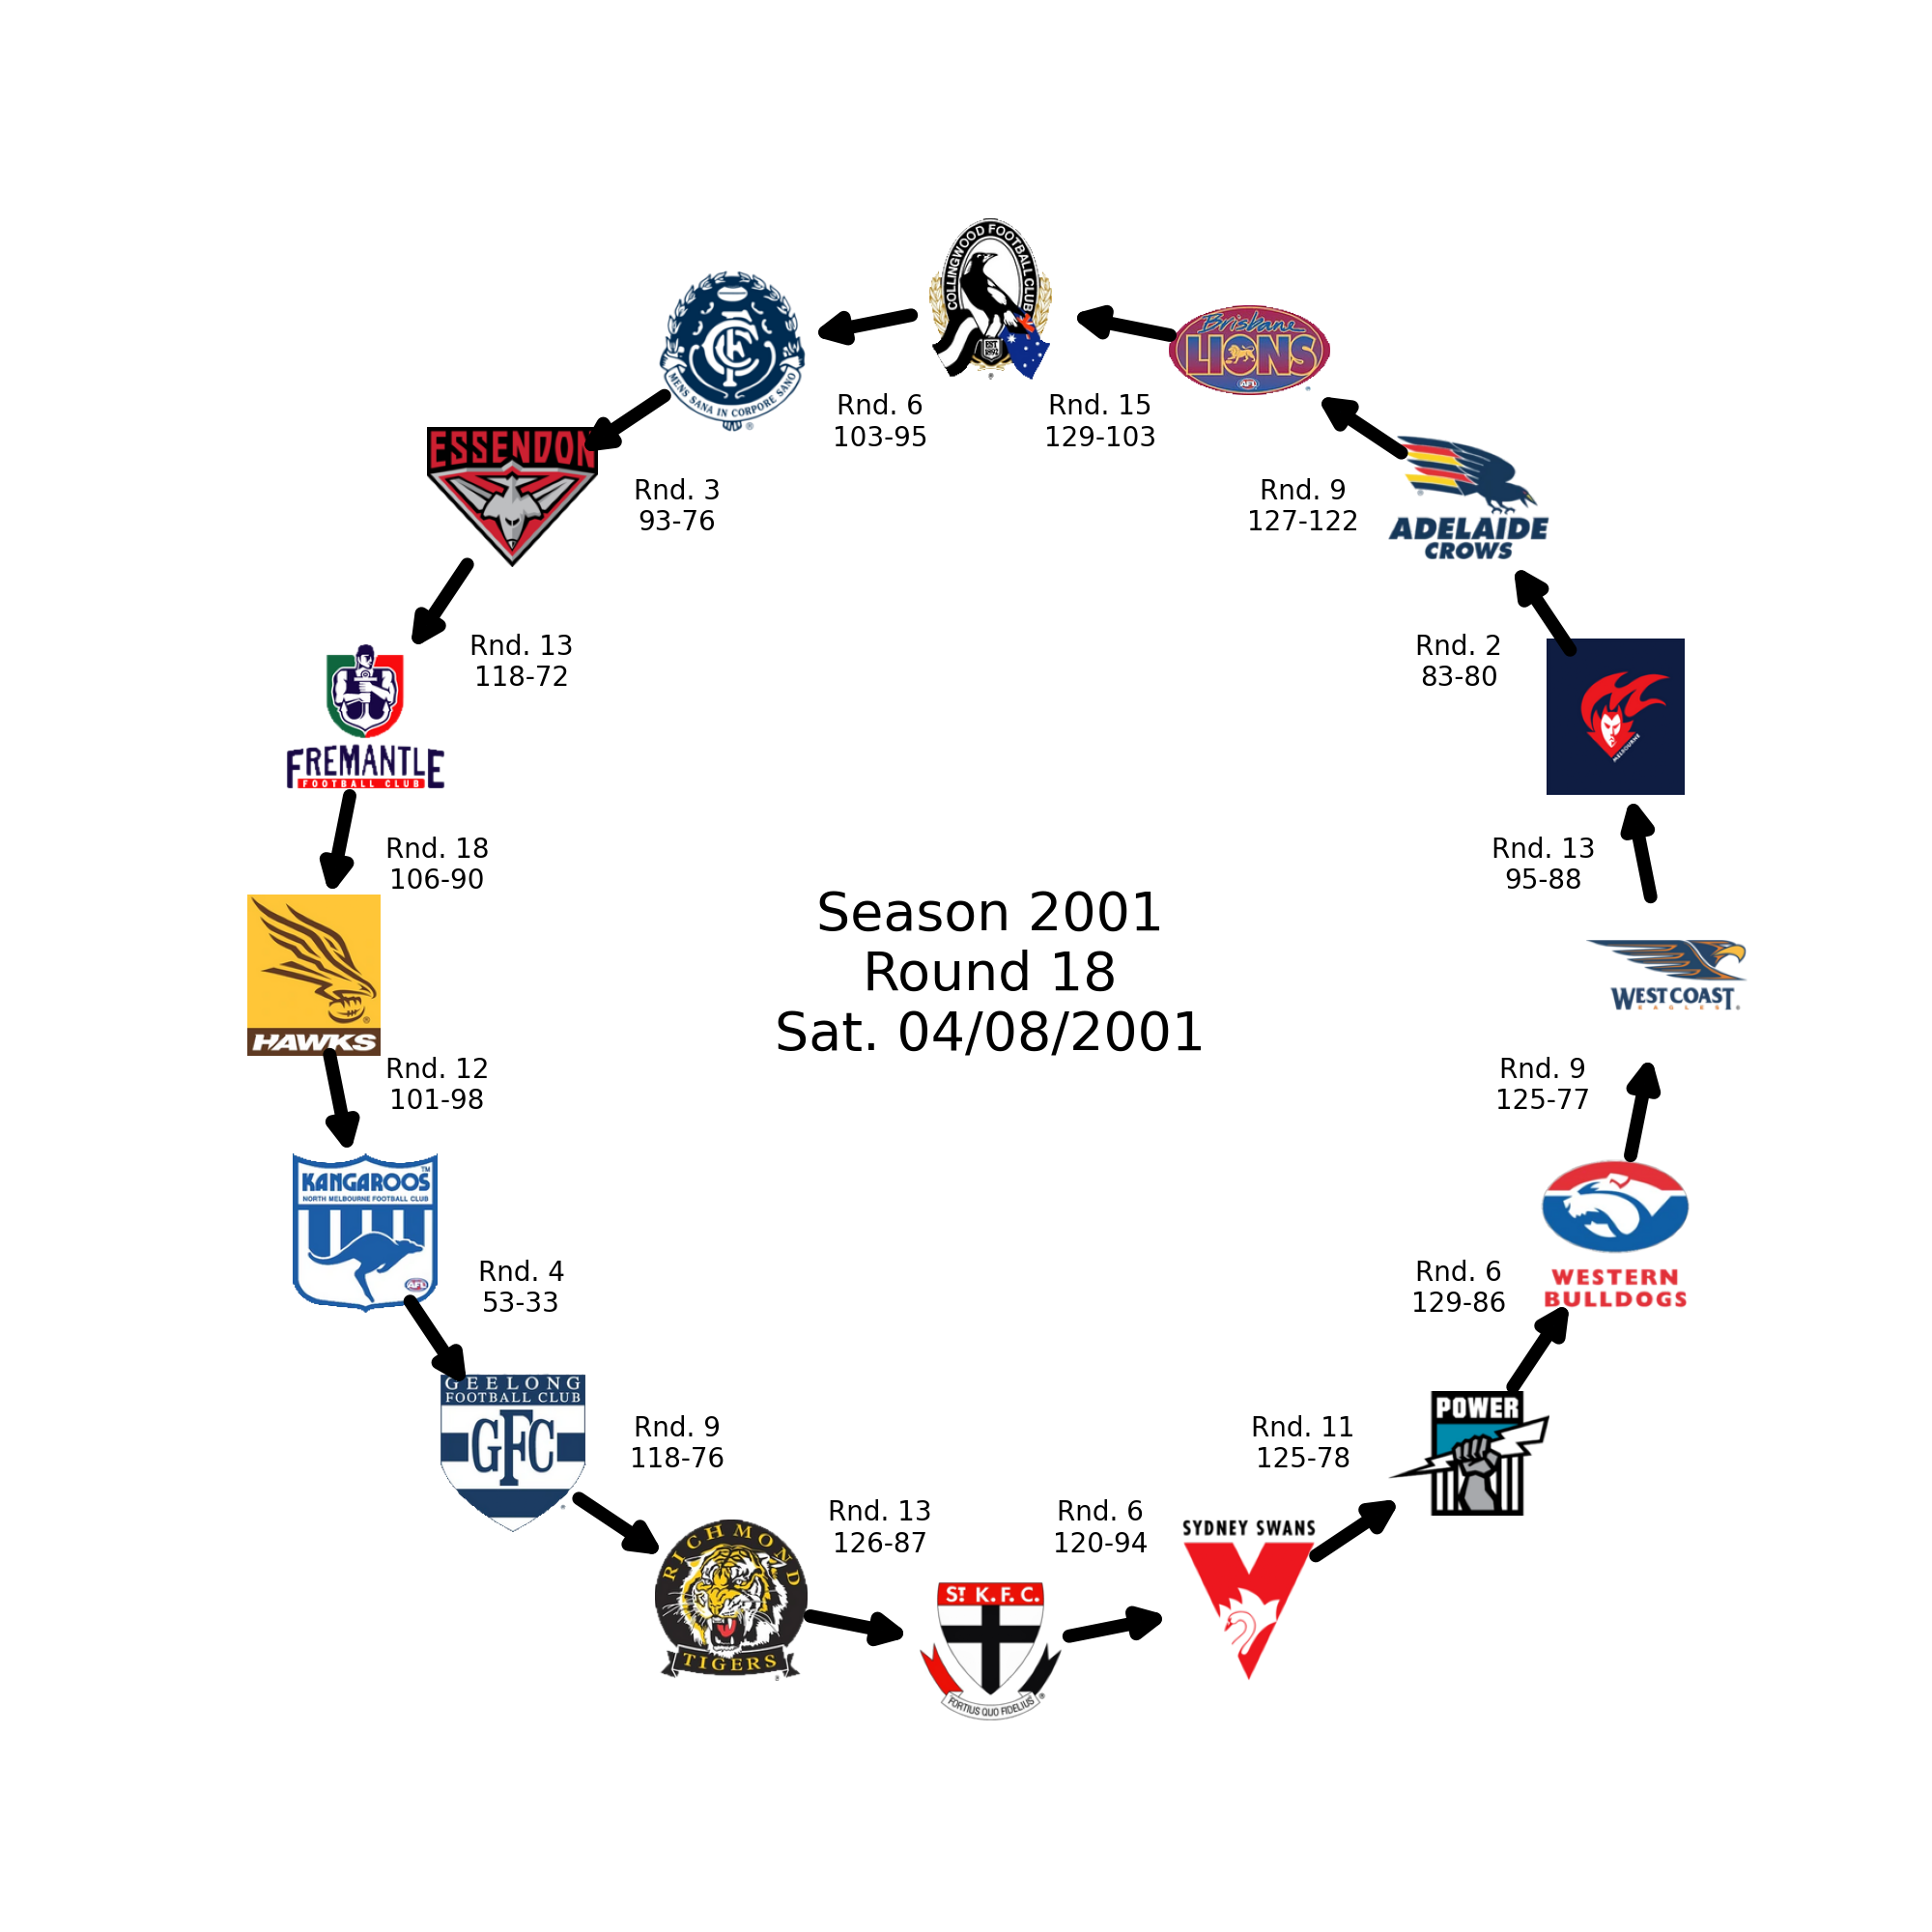 COLLINGWOOD FOOTBALL CLUB
EST
1892
Brisbane
LIONS
AFL
MENS SANA IN CORPORE SANO
Rnd. 6
103-95
Rnd. 15
129-103
ESSENDON
Rnd. 3
93-76
Rnd. 9
127-122
ADELAIDE
CROWS
Rnd. 13
118-72
Rnd. 2
83-80
MELBOURNE
FREMANTLE
FOOTBALL CLUB
Rnd. 18
106-90
Rnd. 13
95-88
HAWKS
Season 2001
Round 18
Sat. 04/08/2001
WEST COAST
EAGLES
Rnd. 12
101-98
Rnd. 9
125-77
KANGAROOS
NORTH MELBOURNE FOOTBALL CLUB
AFL
Rnd. 4
53-33
Rnd. 6
129-86
WESTERN
BULLDOGS
GEELONG
FOOTBALL CLUB
GFC
Rnd. 9
118-76
Rnd. 11
125-78
POWER
Rnd. 13
126-87
Rnd. 6
120-94
RICHMOND
TIGERS
ST K.F.C.
FORTIUS QUO FIDELIUS
SYDNEY SWANS